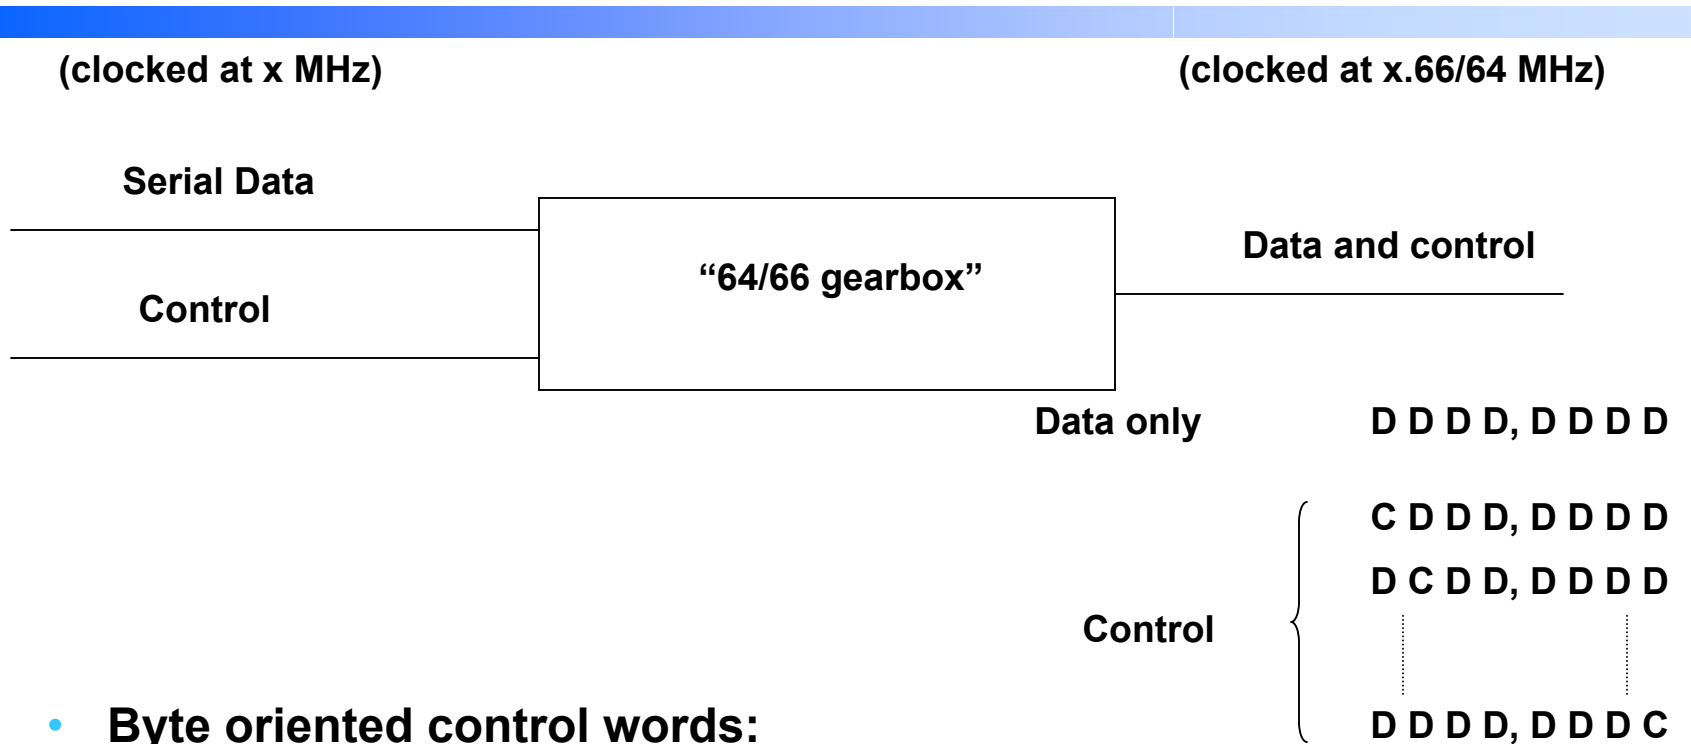 (clocked at x MHz)
(clocked at x.66/64 MHz)
Serial Data
Control
“64/66 gearbox”
Data and control
Data only
D D D D, D D D D
Control
C D D D, D D D D
D C D D, D D D D
D D D D, D D D C
• Byte oriented control words: